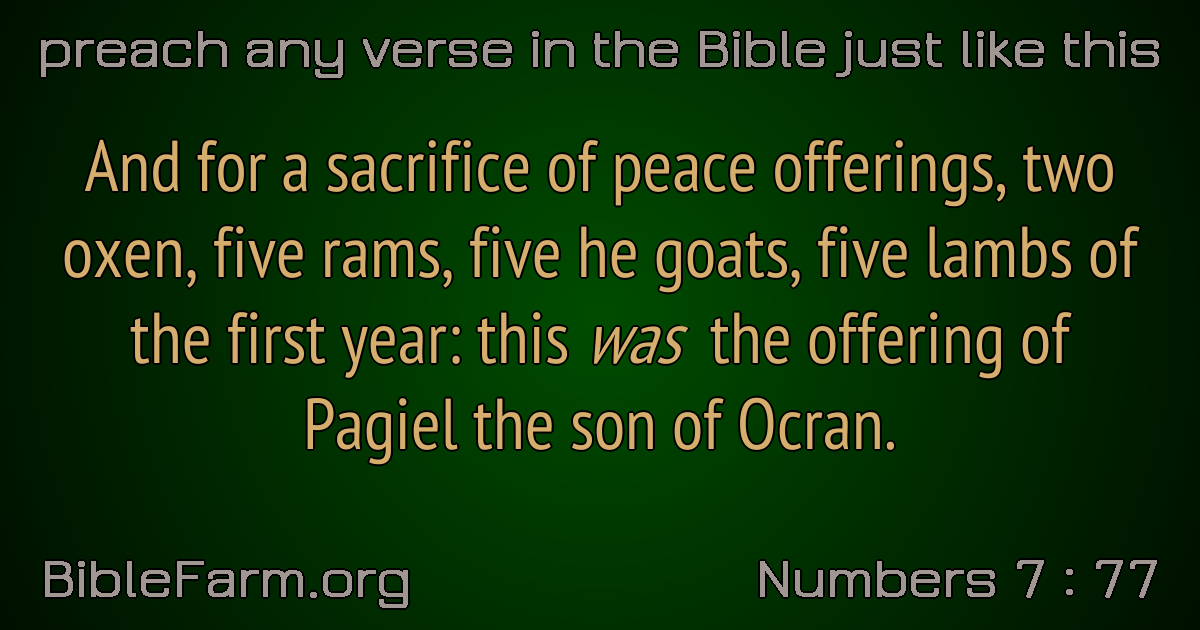 preach any verse in the Bible just like this
And for a sacrifice of peace offerings, two
oxen, five rams, five he goats, five lambs of
the first year: this was the offering of
Pagiel the son of Ocran.
BibleFarm.org
Numbers 7 : 77